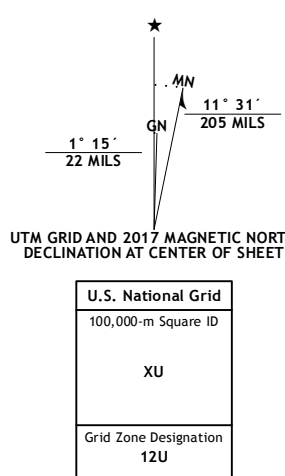 ★
MN
GN
11° 31´
205 MILS
1° 15´
22 MILS
UTM GRID AND 2017 MAGNETIC NORT
DECLINATION AT CENTER OF SHEET
U.S. National Grid
100,000-m Square ID
XU
Grid Zone Designation
12U